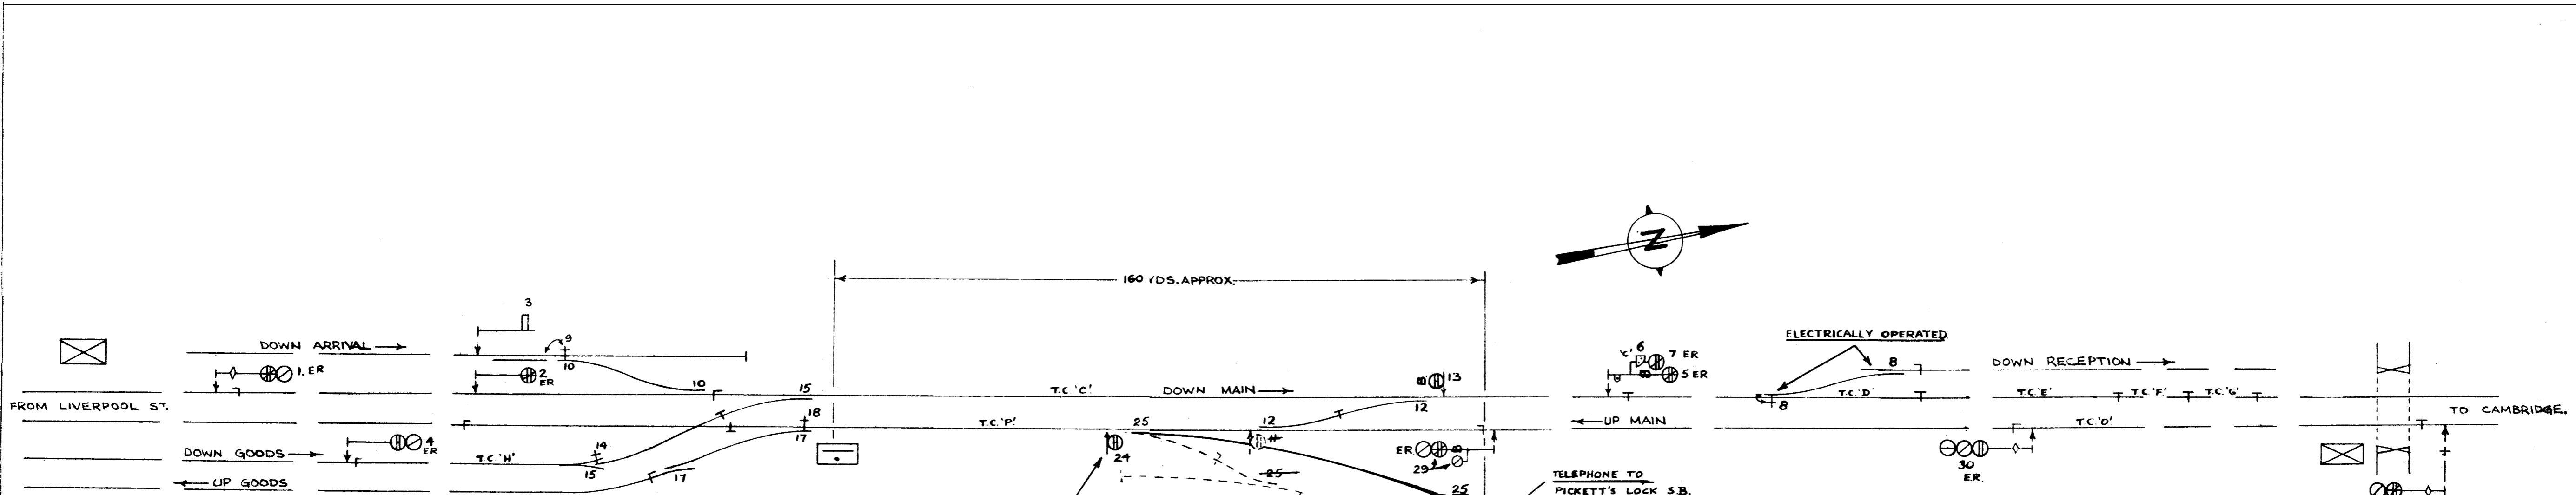 N
160 YDS. APPROX.
3
ELECTRICALLY OPERATED
9
'C' 6
7 ER
DOWN ARRIVAL
8
DOWN RECEPTION
10
1. ER
2
ER
5 ER
B
13
10
15
T.C. 'C'
DOWN MAIN
T.C. 'D'
T.C. 'E'
T.C. 'F'
T.C. 'G'
8
FROM LIVERPOOL ST.
12
TO CAMBRIDGE.
18
T.C. 'P'
25
12
UP MAIN
T.C. 'O'
17
4
ER
14
DOWN GOODS
T.C. 'H'
24
ER
B
29
30
E.R.
15
17
25
TELEPHONE TO
UP GOODS
25
PICKETT'S LOCK S.B.